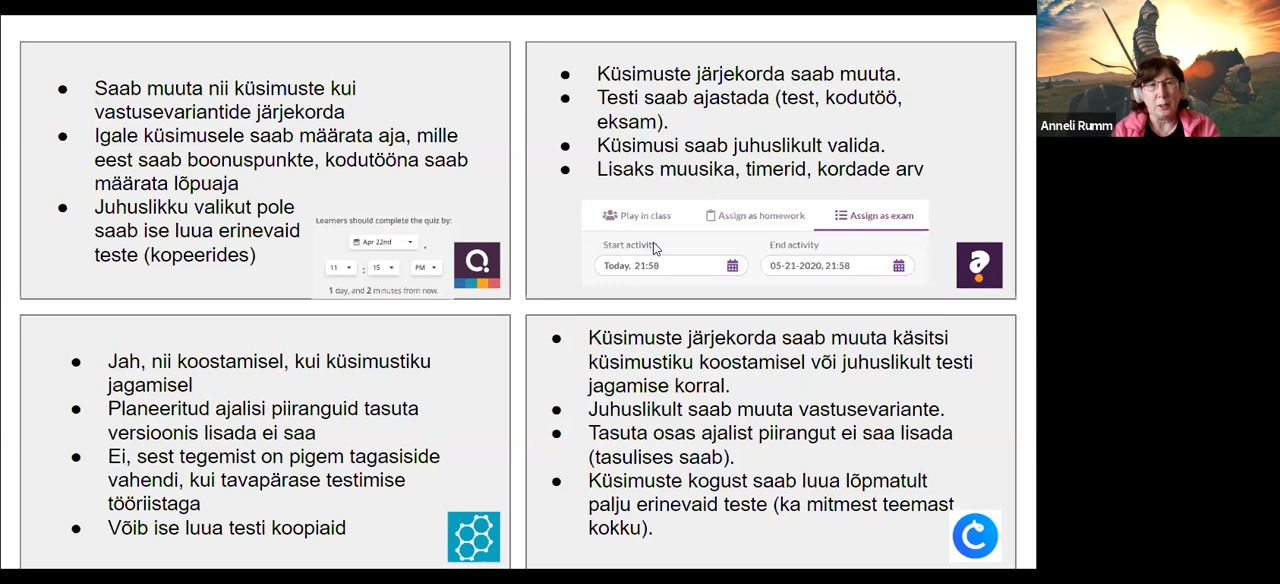 ● Saab muuta nii küsimuste kui
vastusevariantide järjekorda
● Igale küsimusele saab määrata aja, mille
eest saab boonuspunkte, kodutööna saab
määrata lõpuaja
● Juhuslikku valikut pole
saab ise luua erinevaid
teste (kopeerides)
Learners should complete the quiz by:
Apr 22nd ,
11 : 15 PM
1 day, and 2 minutes from now.
● Küsimuste järjekorda saab muuta.
● Testi saab ajastada (test, kodutöö,
eksam).
● Küsimusi saab juhuslikult valida.
● Lisaks muusika, timerid, kordade arv
Play in class Assign as homework Assign as exam
Start activity End activity
Today, 21:58 05-21-2020, 21:58
● Jah, nii koostamisel, kui küsimustiku
jagamisel
● Planeeritud ajalisi piiranguid tasuta
versioonis lisada ei saa
● Ei, sest tegemist on pigem tagasiside
vahendi, kui tavapärase testimise
tööriistaga
● Võib ise luua testi koopiaid
● Küsimuste järjekorda saab muuta käsitsi
küsimustiku koostamisel või juhuslikult testi
jagamise korral.
● Juhuslikult saab muuta vastusevariante.
● Tasuta osas ajalist piirangut ei saa lisada
(tasulises saab).
● Küsimuste kogust saab luua lõpmatult
palju erinevaid teste (ka mitmest teemast
kokku).
Anneli Rumm